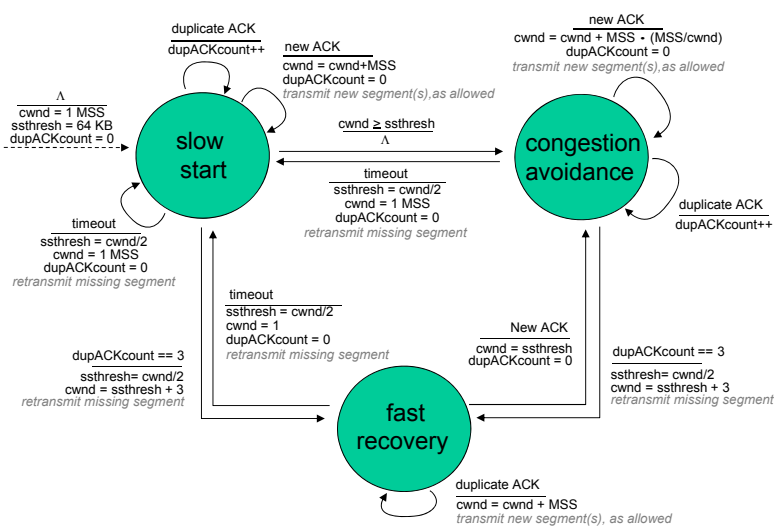 duplicate ACK
dupACKcount++
new ACK
cwnd = cwnd+MSS
dupACKcount = 0
transmit new segment(s),as allowed
new ACK
cwnd = cwnd + MSS • (MSS/cwnd)
dupACKcount = 0
transmit new segment(s),as allowed
Λ
cwnd = 1 MSS
ssthresh = 64 KB
dupACKcount = 0
slow
start
cwnd ≥ ssthresh
Λ
congestion
avoidance
timeout
ssthresh = cwnd/2
cwnd = 1 MSS
dupACKcount = 0
retransmit missing segment
duplicate ACK
dupACKcount++
timeout
ssthresh = cwnd/2
cwnd = 1 MSS
dupACKcount = 0
retransmit missing segment
timeout
ssthresh = cwnd/2
cwnd = 1
dupACKcount = 0
retransmit missing segment
New ACK
cwnd = ssthresh
dupACKcount = 0
dupACKcount == 3
ssthresh= cwnd/2
cwnd = ssthresh + 3
retransmit missing segment
dupACKcount == 3
ssthresh= cwnd/2
cwnd = ssthresh + 3
retransmit missing segment
fast
recovery
duplicate ACK
cwnd = cwnd + MSS
transmit new segment(s), as allowed